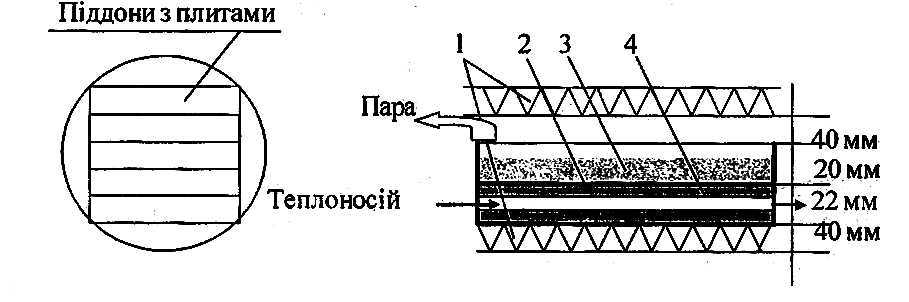 Піддони з плитами
1 2 3 4
Пара
40 мм
20 мм
Теплоносій
22 мм
40 мм